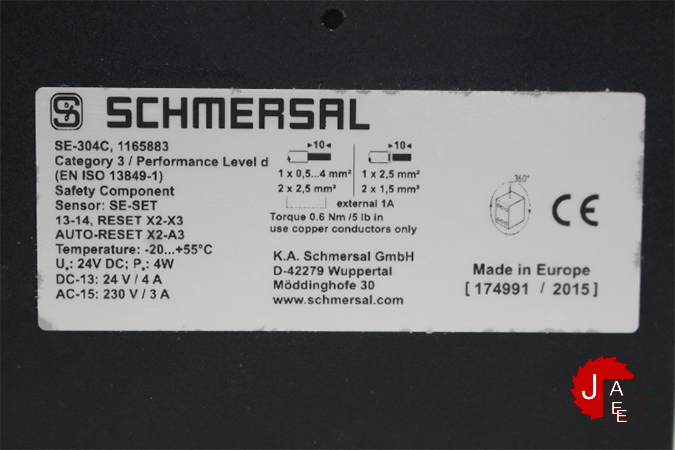 SCHMERSAL
SE-304C, 1165883
Category 3 / Performance Level d
(EN ISO 13849-1)
Safety Component
Sensor: SE-SET
13-14, RESET X2-X3
AUTO-RESET X2-A3
Temperature: -20...+55°C
Uₑ: 24V DC; Pₑ: 4W
DC-13: 24 V / 4 A
AC-15: 230 V / 3 A
▸10◂ ▸10◂
1 x 0,5...4 mm² 1 x 2,5 mm²
2 x 2,5 mm² 2 x 1,5 mm²
external 1A
Torque 0.6 Nm /5 lb in
use copper conductors only
K.A. Schmersal GmbH
D-42279 Wuppertal
Möddinghofe 30
www.schmersal.com
360°
CE
Made in Europe
[ 174991 / 2015 ]
JAEE